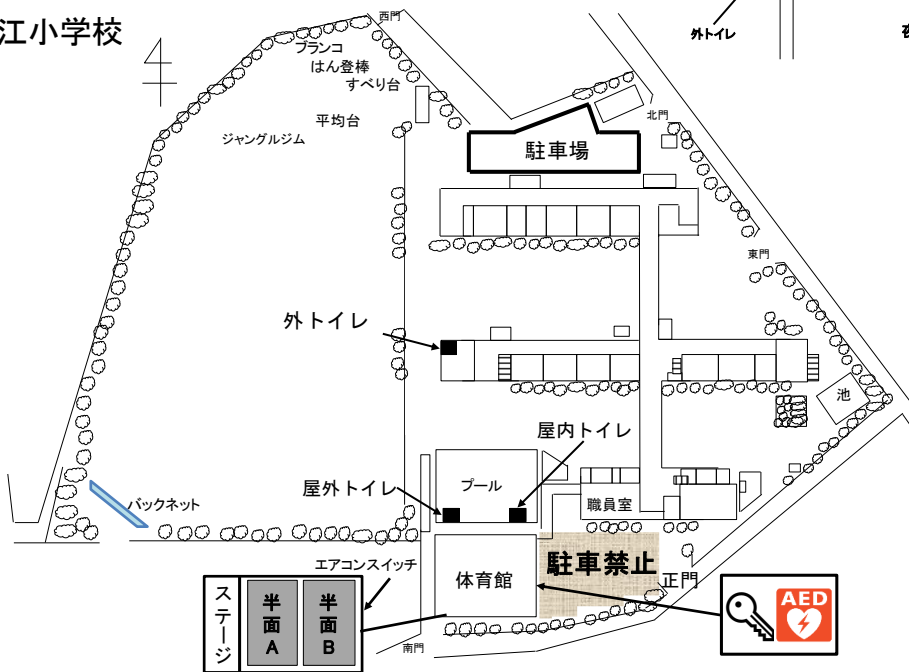 江小学校
外トイレ
西門
ブランコ
はん登棒
すべり台
平均台
ジャングルジム
北門
駐車場
東門
外トイレ
池
屋内トイレ
プール
屋外トイレ
職員室
バックネット
エアコンスイッチ
体育館
駐車禁止
正門
ステージ
半面A
半面B
AED
南門